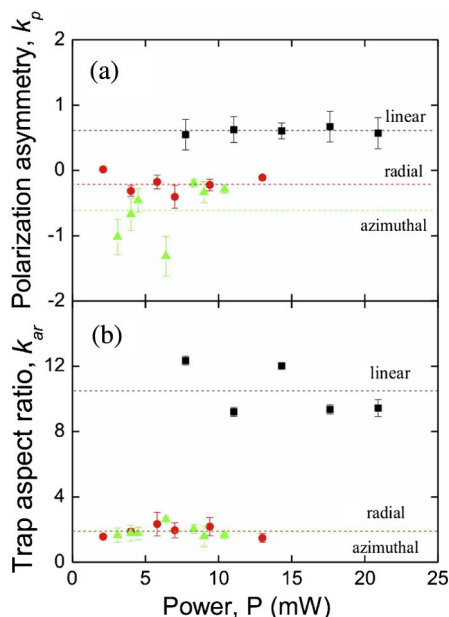 2
(a)
1
linear
0
radial
azimuthal
-1
-2
Polarization asymmetry, kp
(b)
12
linear
8
4
radial
azimuthal
0
Trap aspect ratio, kar
0 5 10 15 20 25
Power, P (mW)